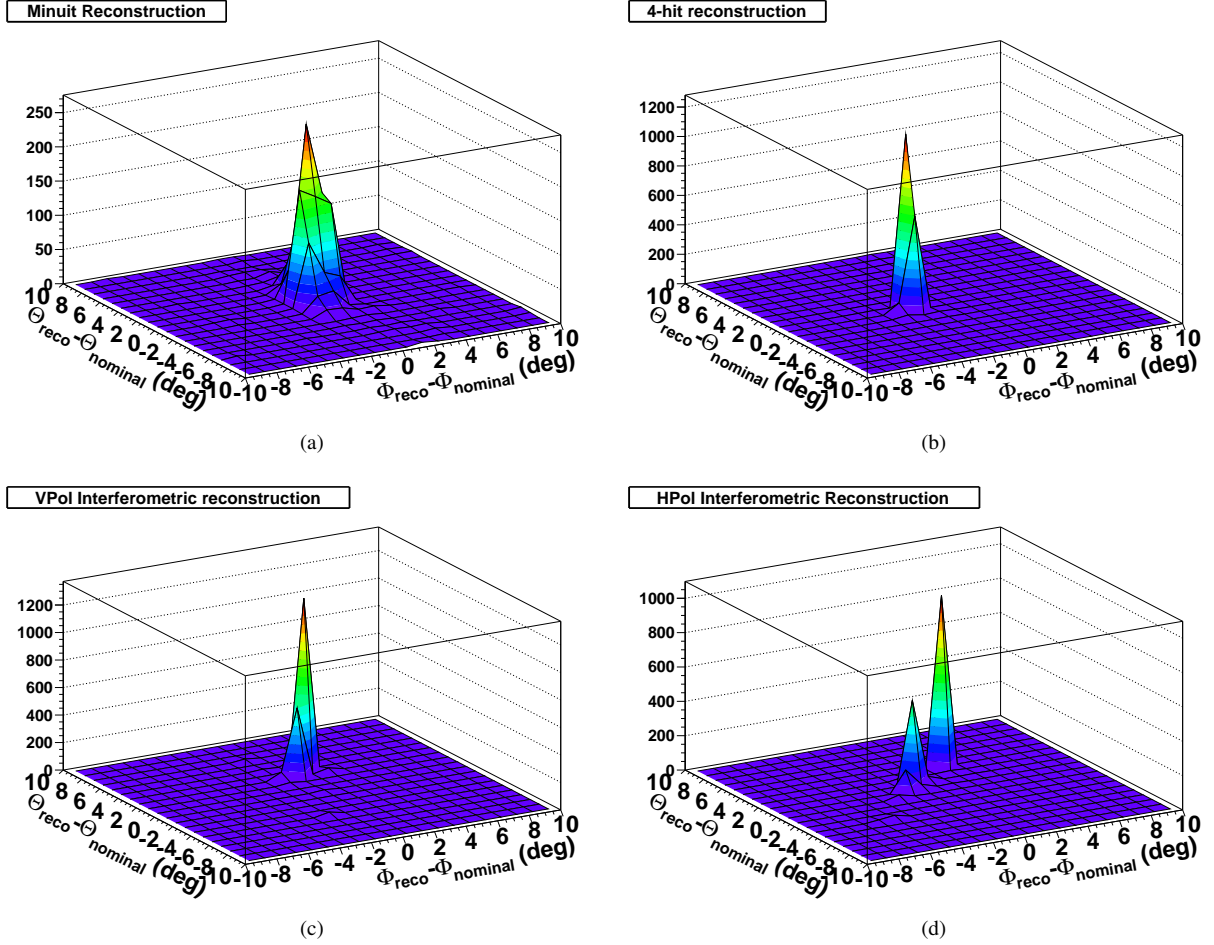 Minuit Reconstruction
250
200
150
100
50
0
10 8 6 4 2 0 -2 -4 -6 -8 -10
Θreco-Θnominal (deg)
-10 -8 -6 -4 -2 0 2 4 6 8 10
Φreco-Φnominal (deg)
(a)
4-hit reconstruction
1200
1000
800
600
400
200
0
10 8 6 4 2 0 -2 -4 -6 -8 -10
Θreco-Θnominal (deg)
-10 -8 -6 -4 -2 0 2 4 6 8 10
Φreco-Φnominal (deg)
(b)
VPol Interferometric reconstruction
1200
1000
800
600
400
200
0
10 8 6 4 2 0 -2 -4 -6 -8 -10
Θreco-Θnominal (deg)
-10 -8 -6 -4 -2 0 2 4 6 8 10
Φreco-Φnominal (deg)
(c)
HPol Interferometric Reconstruction
1000
800
600
400
200
0
10 8 6 4 2 0 -2 -4 -6 -8 -10
Θreco-Θnominal (deg)
-10 -8 -6 -4 -2 0 2 4 6 8 10
Φreco-Φnominal (deg)
(d)